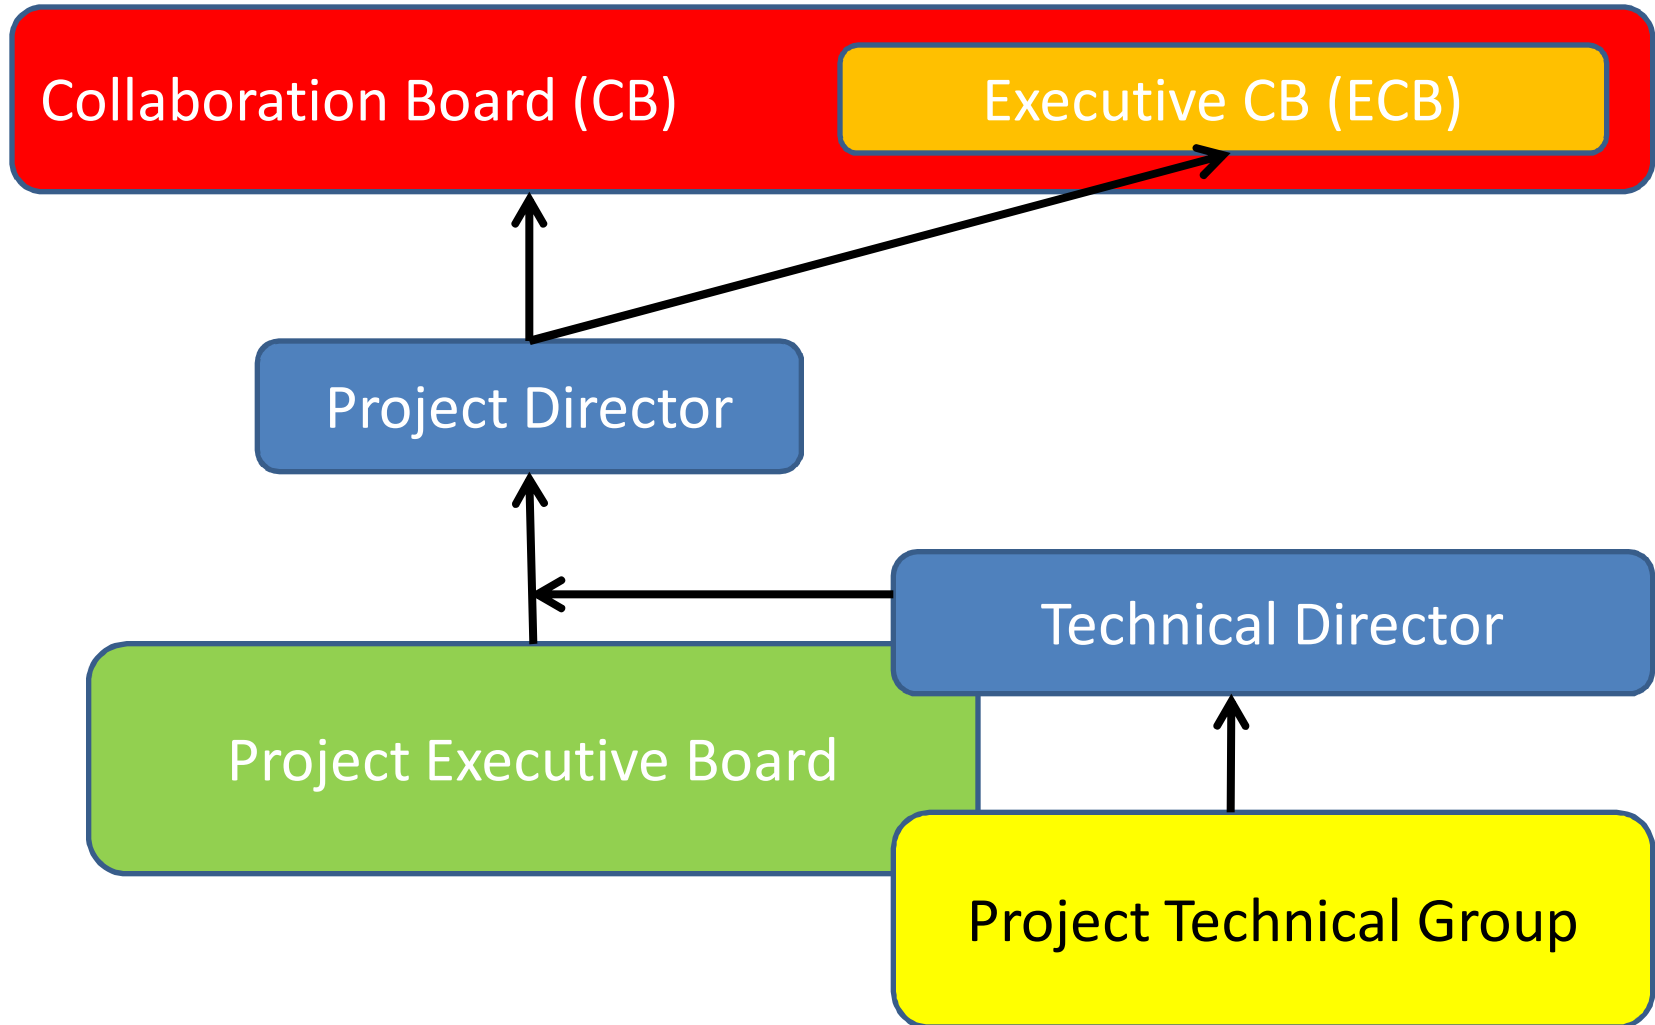 Collaboration Board (CB)
Executive CB (ECB)
Project Director
Technical Director
Project Executive Board
Project Technical Group